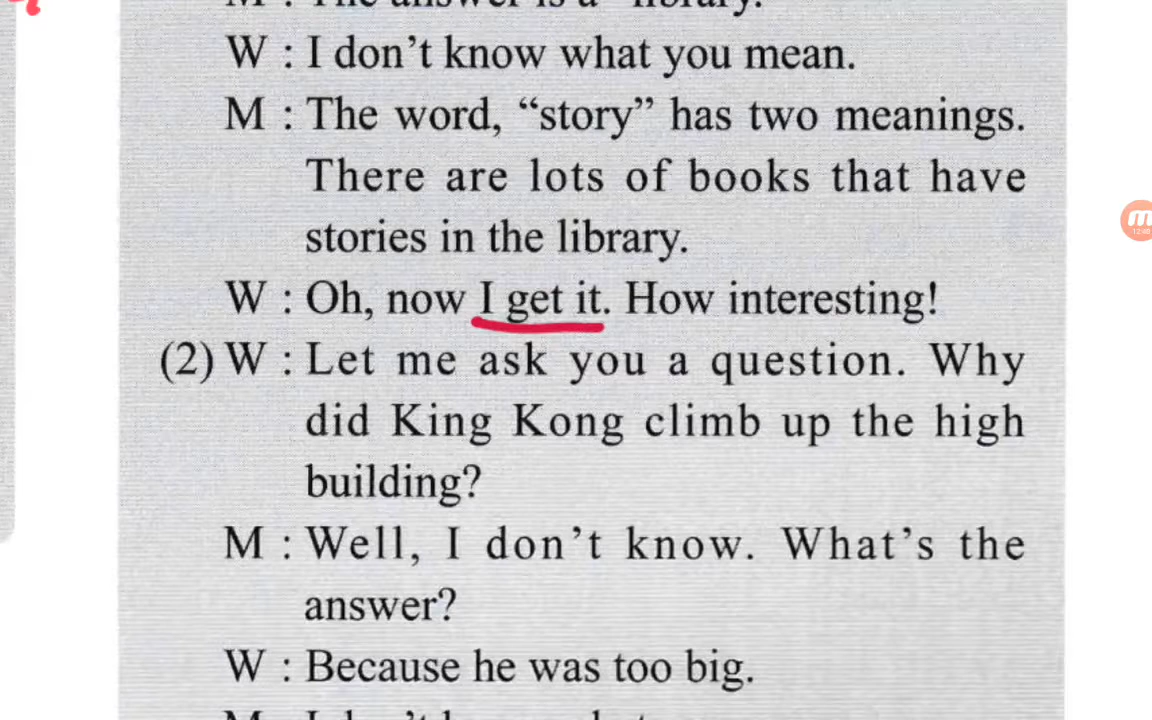 M : The answer is a "library."
W : I don't know what you mean.
M : The word, “story” has two meanings.
There are lots of books that have
stories in the library.
W : Oh, now I get it. How interesting!
(2) W : Let me ask you a question. Why
did King Kong climb up the high
building?
M : Well, I don't know. What's the
answer?
W : Because he was too big.